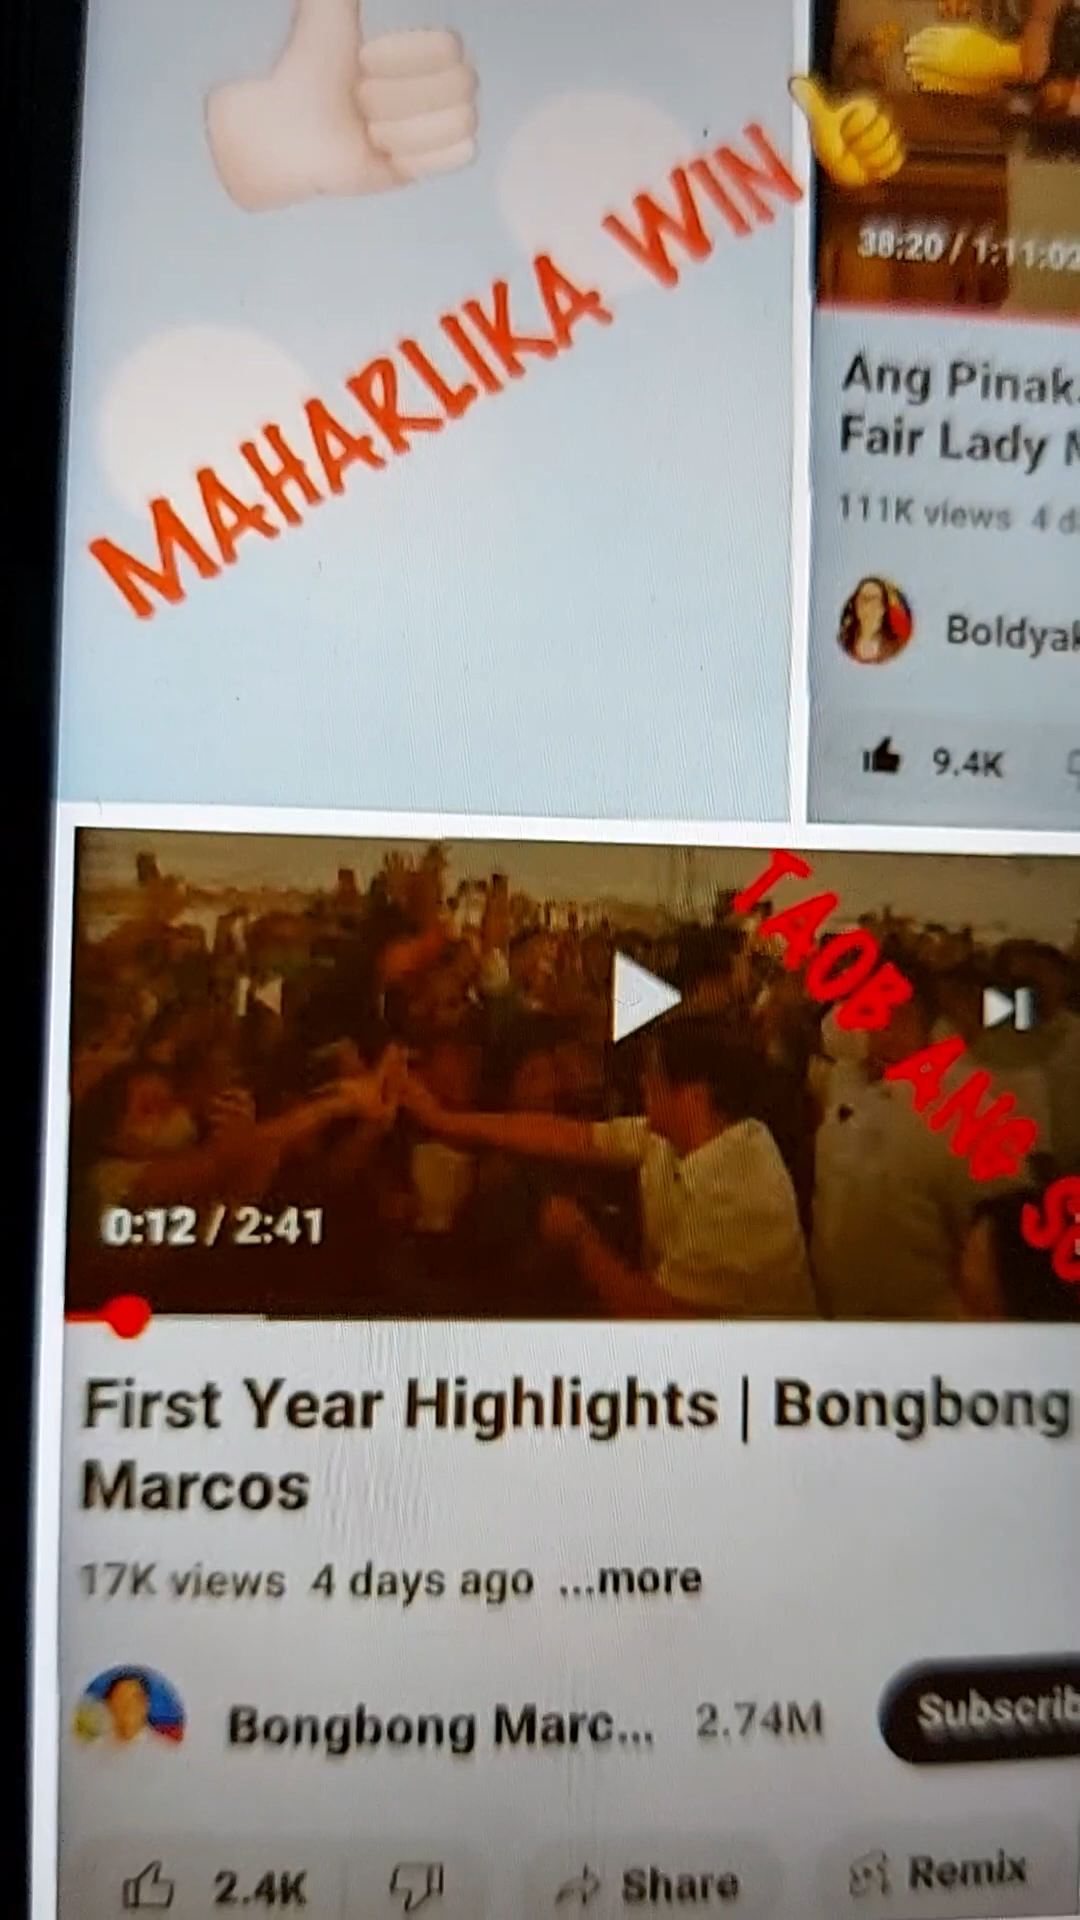 MAHARLIKA WIN
38:20 / 1:11:02
Ang Pinak
Fair Lady
111K views 4 d
Boldyak
9.4K
TAOB ANG
0:12 / 2:41
First Year Highlights | Bongbong
Marcos
17K views 4 days ago ...more
Bongbong Marc... 2.74M
Subscrib
2.4K Share Remix